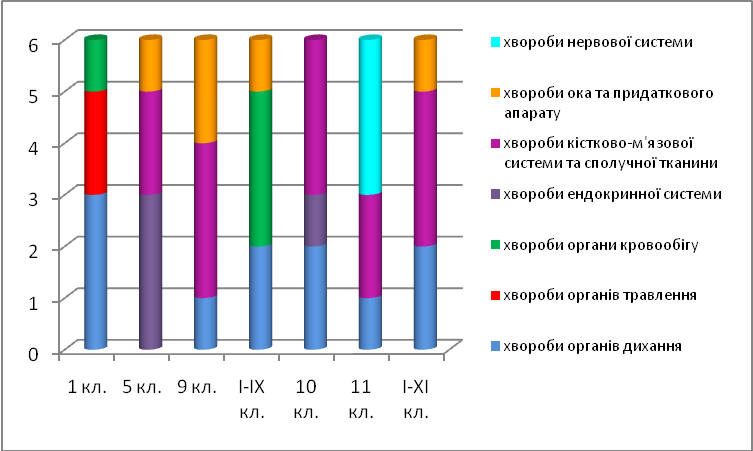 6
5
4
3
2
1
0
1 кл.
5 кл.
9 кл.
I-IX
кл.
10
кл.
11
кл.
I-XI
кл.
хвороби нервової системи
хвороби ока та придаткового
апарату
хвороби кістково-м'язової
системи та сполучної тканини
хвороби ендокринної системи
хвороби органи кровообігу
хвороби органів травлення
хвороби органів дихання